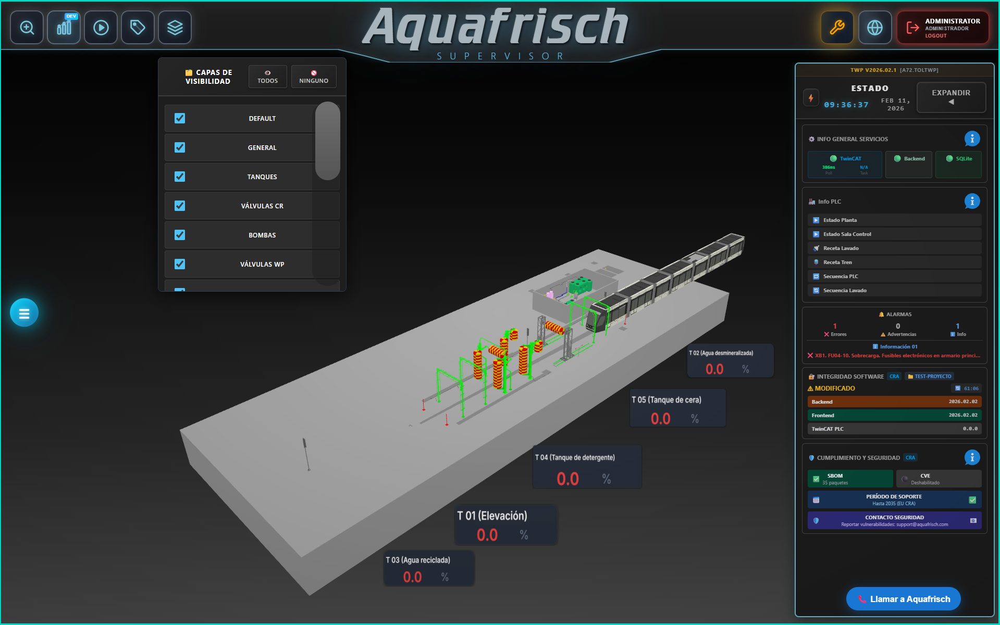 DEV
Aquafrisch
SUPERVISOR
ADMINISTRATOR
ADMINISTRADOR
LOGOUT
CAPAS DE
VISIBILIDAD
TODOS
NINGUNO
DEFAULT
GENERAL
TANQUES
VÁLVULAS CR
BOMBAS
VÁLVULAS WP
T 02 (Agua desmineralizada)
0.0 %
T 05 (Tanque de cera)
0.0 %
T 04 (Tanque de detergente)
0.0 %
T 01 (Elevación)
0.0 %
T 03 (Agua reciclada)
0.0 %
TWP V2026.02.1 [A72.TOLTWP]
ESTADO
09:36:37
FEB 11,
2026
EXPANDIR
INFO GENERAL SERVICIOS
TwinCAT
386ms N/A
Poll Task
Backend
SQLite
Info PLC
Estado Planta
Estado Sala Control
Receta Lavado
Receta Tren
Secuencia PLC
Secuencia Lavado
ALARMAS
1 0 1
Errores Advertencias Info
Información 01
XB1. FU04-10. Sobrecarga. Fusibles electrónicos en armario princi...
INTEGRIDAD SOFTWARE CRA TEST-PROYECTO
MODIFICADO 61:06
Backend 2026.02.02
Frontend 2026.02.02
TwinCAT PLC 0.0.0
CUMPLIMIENTO Y SEGURIDAD CRA
SBOM
35 paquetes
CVE
Deshabilitado
PERÍODO DE SOPORTE
Hasta 2035 (EU CRA)
CONTACTO SEGURIDAD
Reportar vulnerabilidades: support@aquafrisch.com
Llamar a Aquafrisch